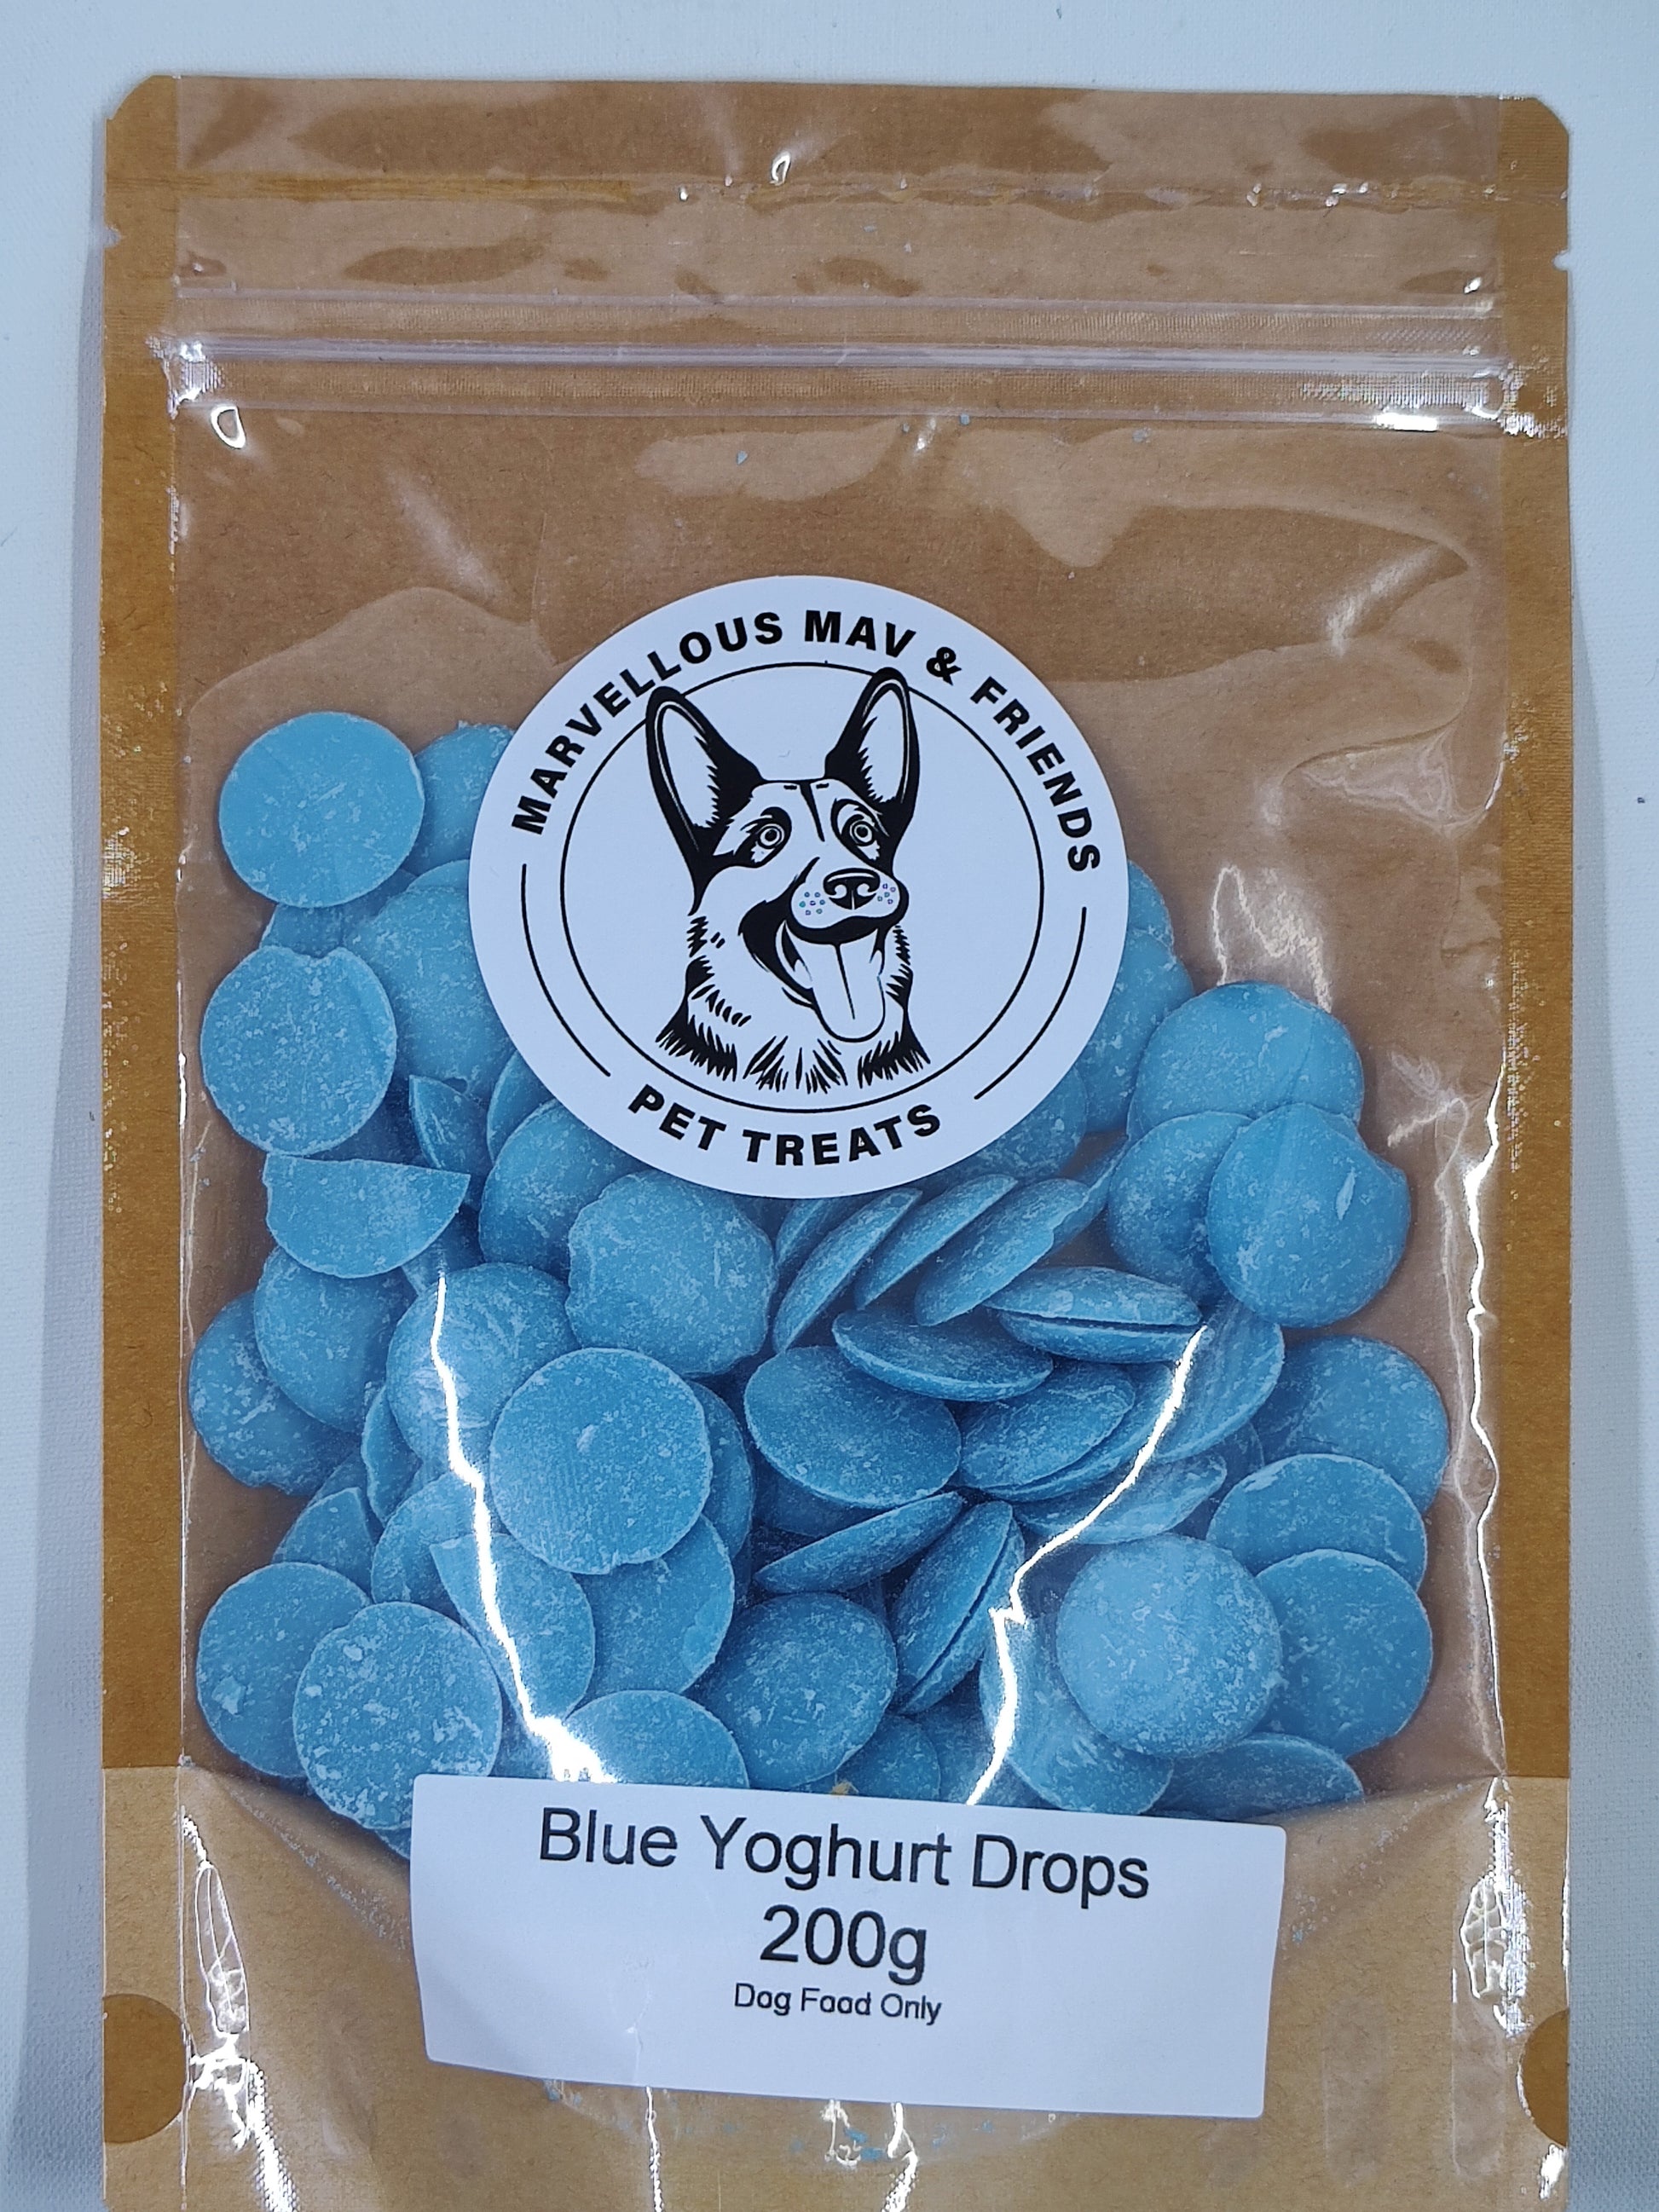 MARVELLOUS MAV & FRIENDS
PET TREATS
Blue Yoghurt Drops
200g
Dog Food Only